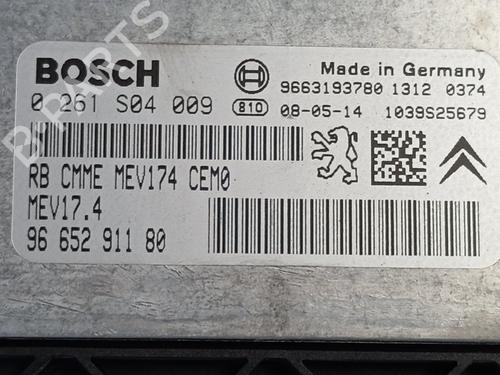 BOSCH
Made in Germany
9663193780 1312 0374
0 261 S04 009
810
08-05-14 1039S25679
RB CMME MEV174 CEM0
MEV17.4
96 652 911 80
B-PARTS